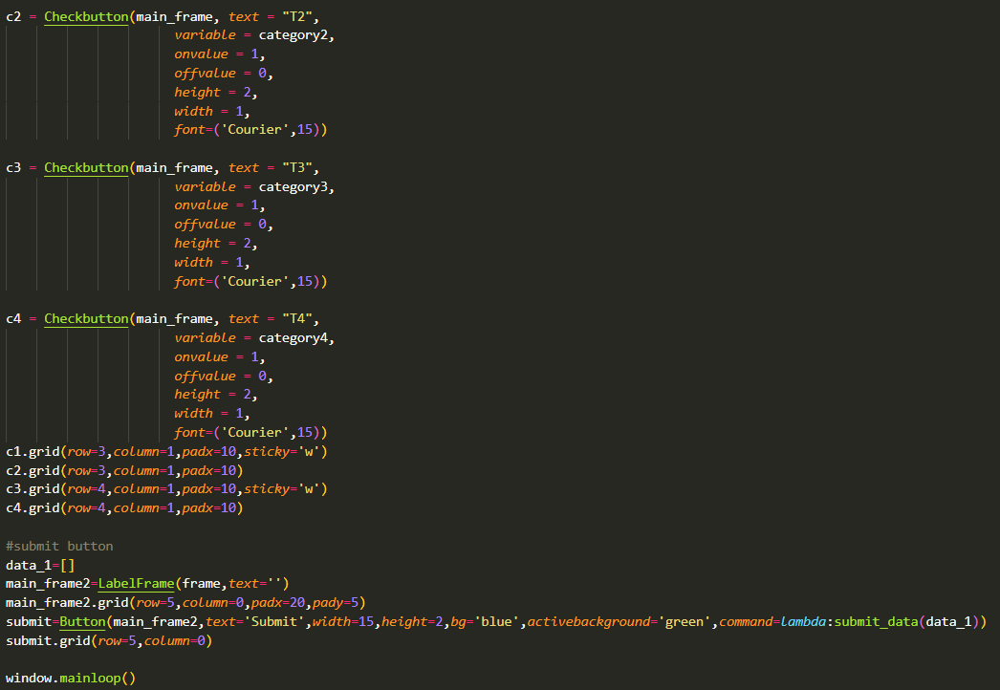 c2 = Checkbutton(main_frame, text = "T2",
                      variable = category2,
                      onvalue = 1,
                      offvalue = 0,
                      height = 2,
                      width = 1,
                      font=('Courier',15))

c3 = Checkbutton(main_frame, text = "T3",
                      variable = category3,
                      onvalue = 1,
                      offvalue = 0,
                      height = 2,
                      width = 1,
                      font=('Courier',15))

c4 = Checkbutton(main_frame, text = "T4",
                      variable = category4,
                      onvalue = 1,
                      offvalue = 0,
                      height = 2,
                      width = 1,
                      font=('Courier',15))
c1.grid(row=3,column=1,padx=10,sticky='w')
c2.grid(row=3,column=1,padx=10)
c3.grid(row=4,column=1,padx=10,sticky='w')
c4.grid(row=4,column=1,padx=10)

#submit button
data_1=[]
main_frame2=LabelFrame(frame,text='')
main_frame2.grid(row=5,column=0,padx=20,pady=5)
submit=Button(main_frame2,text='Submit',width=15,height=2,bg='blue',activebackground='green',command=lambda:submit_data(data_1))
submit.grid(row=5,column=0)

window.mainloop()